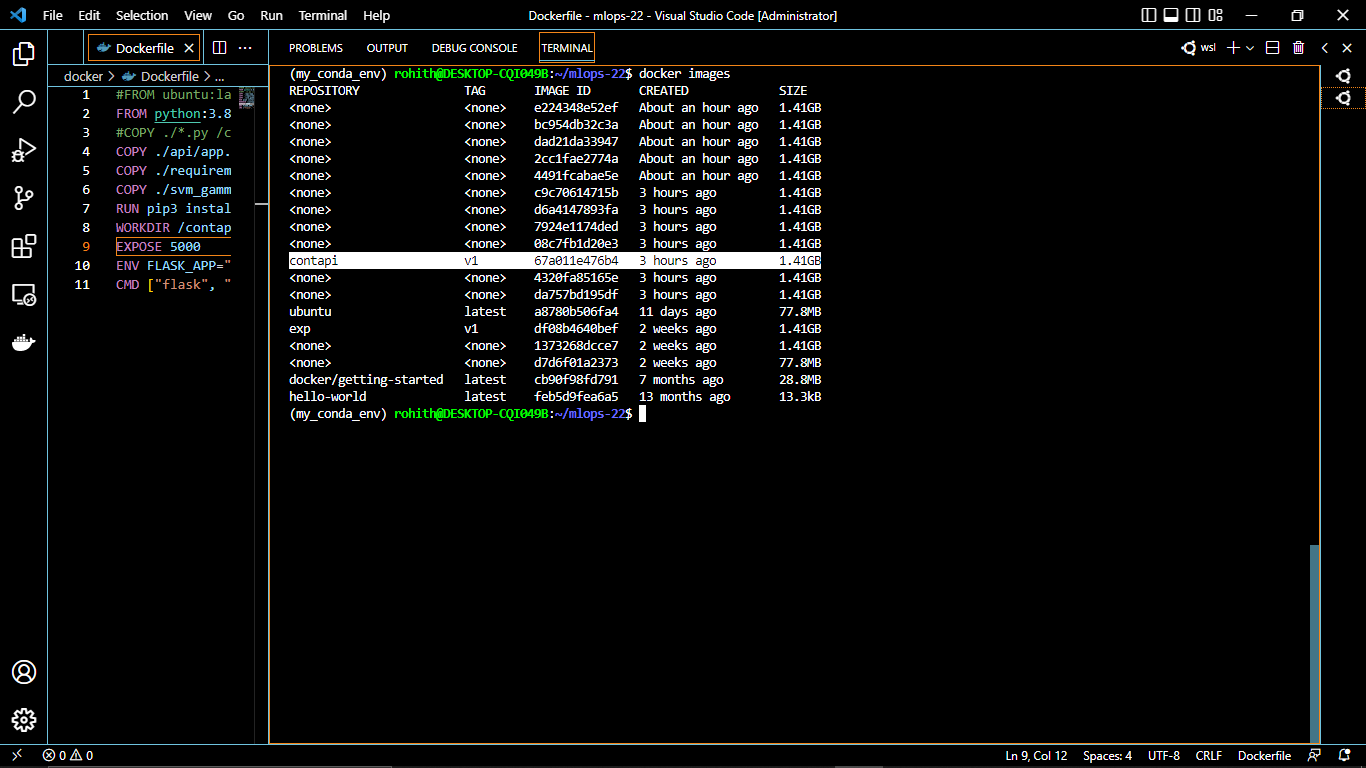 File Edit Selection View Go Run Terminal Help Dockerfile - mlops-22 - Visual Studio Code [Administrator]
Dockerfile
docker > Dockerfile > ...
1 #FROM ubuntu:la
2 FROM python:3.8
3 #COPY ./*.py /c
4 COPY ./api/app.
5 COPY ./requirem
6 COPY ./svm_gamm
7 RUN pip3 instal
8 WORKDIR /contap
9 EXPOSE 5000
10 ENV FLASK_APP="
11 CMD ["flask", "
PROBLEMS OUTPUT DEBUG CONSOLE TERMINAL wsl
(my_conda_env) rohith@DESKTOP-CQI049B:~/mlops-22$ docker images
REPOSITORY TAG IMAGE ID CREATED SIZE
<none> <none> e224348e52ef About an hour ago 1.41GB
<none> <none> bc954db32c3a About an hour ago 1.41GB
<none> <none> dad21da33947 About an hour ago 1.41GB
<none> <none> 2cc1fae2774a About an hour ago 1.41GB
<none> <none> 4491fcabae5e About an hour ago 1.41GB
<none> <none> c9c70614715b 3 hours ago 1.41GB
<none> <none> d6a4147893fa 3 hours ago 1.41GB
<none> <none> 7924e1174ded 3 hours ago 1.41GB
<none> <none> 08c7fb1d20e3 3 hours ago 1.41GB
contapi v1 67a011e476b4 3 hours ago 1.41GB
<none> <none> 4320fa85165e 3 hours ago 1.41GB
<none> <none> da757bd195df 3 hours ago 1.41GB
ubuntu latest a8780b506fa4 11 days ago 77.8MB
exp v1 df08b4640bef 2 weeks ago 1.41GB
<none> <none> 1373268dcce7 2 weeks ago 1.41GB
<none> <none> d7d6f01a2373 2 weeks ago 77.8MB
docker/getting-started latest cb90f98fd791 7 months ago 28.8MB
hello-world latest feb5d9fea6a5 13 months ago 13.3kB
(my_conda_env) rohith@DESKTOP-CQI049B:~/mlops-22$
0 0 Ln 9, Col 12 Spaces: 4 UTF-8 CRLF Dockerfile